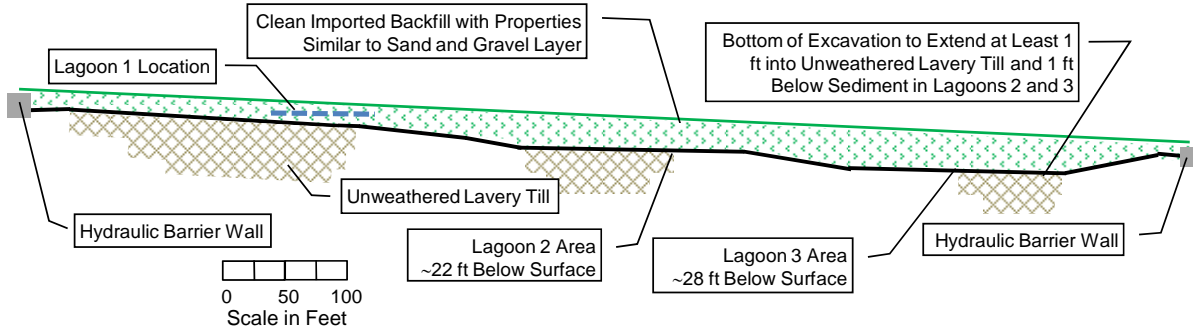 Clean Imported Backfill with Properties
Similar to Sand and Gravel Layer
Bottom of Excavation to Extend at Least 1
ft into Unweathered Lavery Till and 1 ft
Below Sediment in Lagoons 2 and 3
Lagoon 1 Location
Unweathered Lavery Till
Hydraulic Barrier Wall
Lagoon 2 Area
~22 ft Below Surface
Lagoon 3 Area
~28 ft Below Surface
Hydraulic Barrier Wall
0 50 100
Scale in Feet